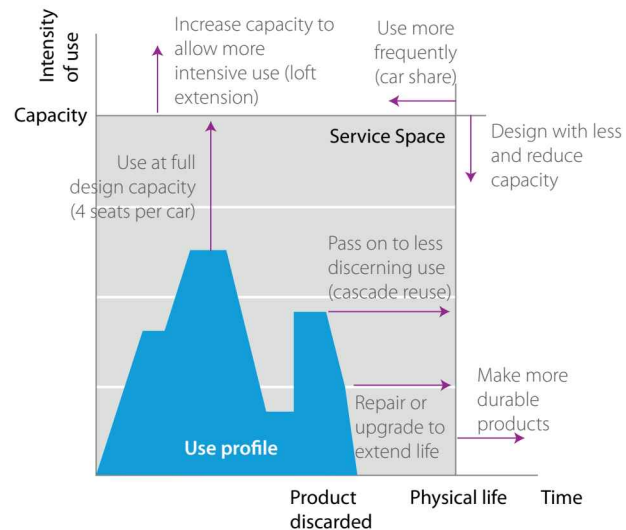 Intensity
of use
Increase capacity to
allow more
intensive use (loft
extension)
Use more
frequently
(car share)
Capacity
Service Space
Design with less
and reduce
capacity
Use at full
design capacity
(4 seats per car)
Pass on to less
discerning use
(cascade reuse)
Make more
durable
products
Repair or
upgrade to
extend life
Use profile
Product
discarded
Physical life
Time